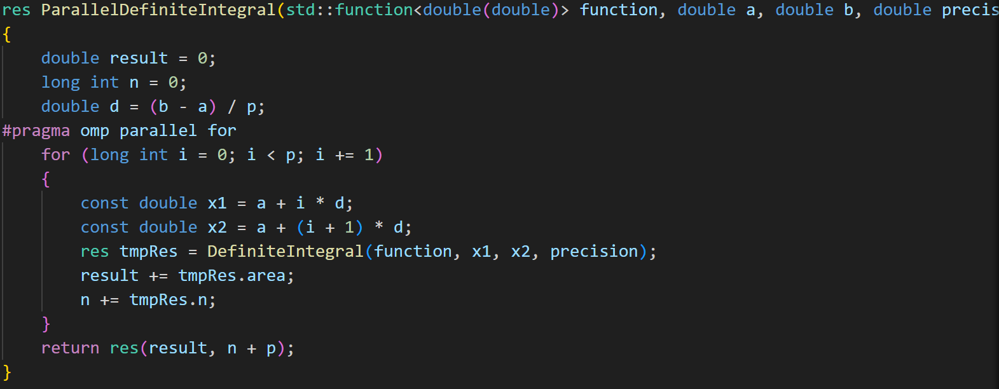 res ParallelDefiniteIntegral(std::function<double(double)> function, double a, double b, double precis
{
    double result = 0;
    long int n = 0;
    double d = (b - a) / p;
#pragma omp parallel for
    for (long int i = 0; i < p; i += 1)
    {
        const double x1 = a + i * d;
        const double x2 = a + (i + 1) * d;
        res tmpRes = DefiniteIntegral(function, x1, x2, precision);
        result += tmpRes.area;
        n += tmpRes.n;
    }
    return res(result, n + p);
}